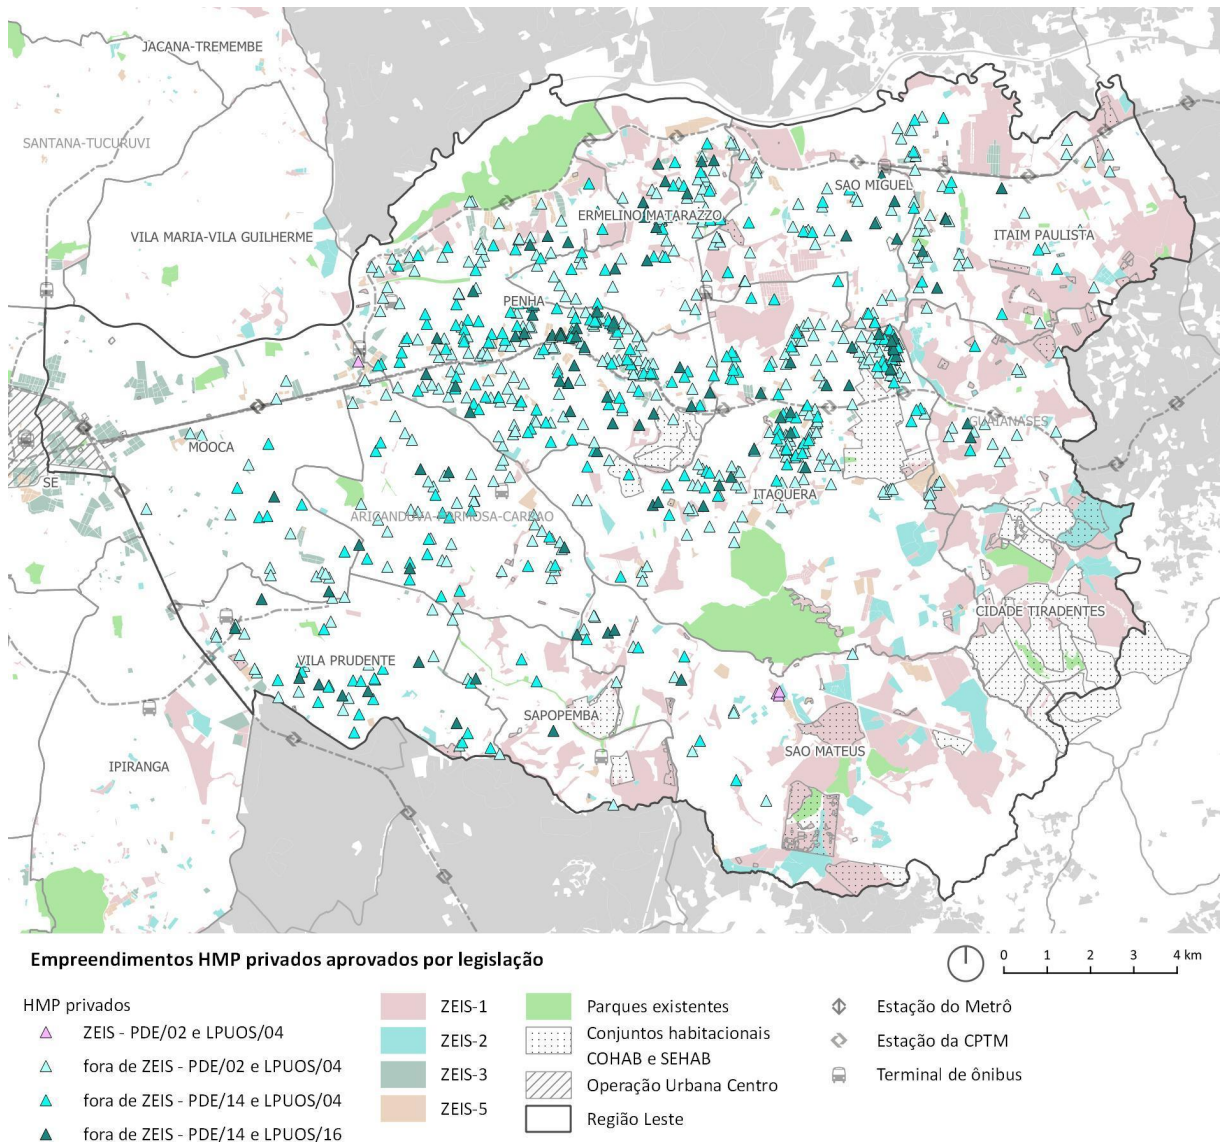 JACANA-TREMEMBE
SANTANA-TUCURUVI
VILA MARIA-VILA GUILHERME
SAO MIGUEL
ERMELINO MATARAZZO
ITAIM PAULISTA
PENHA
GUAIANASES
MOOCA
SE
ITAQUERA
ARICANDUVA-FORMOSA-CARRAO
CIDADE TIRADENTES
VILA PRUDENTE
SAPOPEMBA
SAO MATEUS
IPIRANGA
Empreendimentos HMP privados aprovados por legislação
0 1 2 3 4 km
HMP privados
ZEIS - PDE/02 e LPUOS/04
fora de ZEIS - PDE/02 e LPUOS/04
fora de ZEIS - PDE/14 e LPUOS/04
fora de ZEIS - PDE/14 e LPUOS/16
ZEIS-1
ZEIS-2
ZEIS-3
ZEIS-5
Parques existentes
Conjuntos habitacionais
COHAB e SEHAB
Operação Urbana Centro
Região Leste
Estação do Metrô
Estação da CPTM
Terminal de ônibus